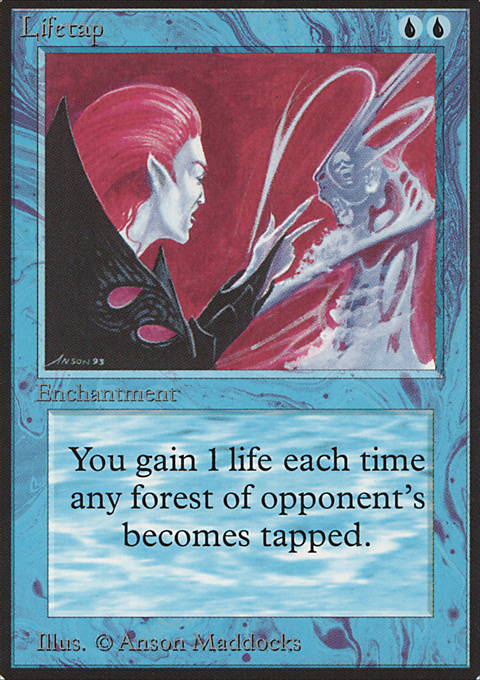 Lifetap
ANSON 93
Enchantment
You gain 1 life each time
any forest of opponent's
becomes tapped.
Illus. © Anson Maddocks